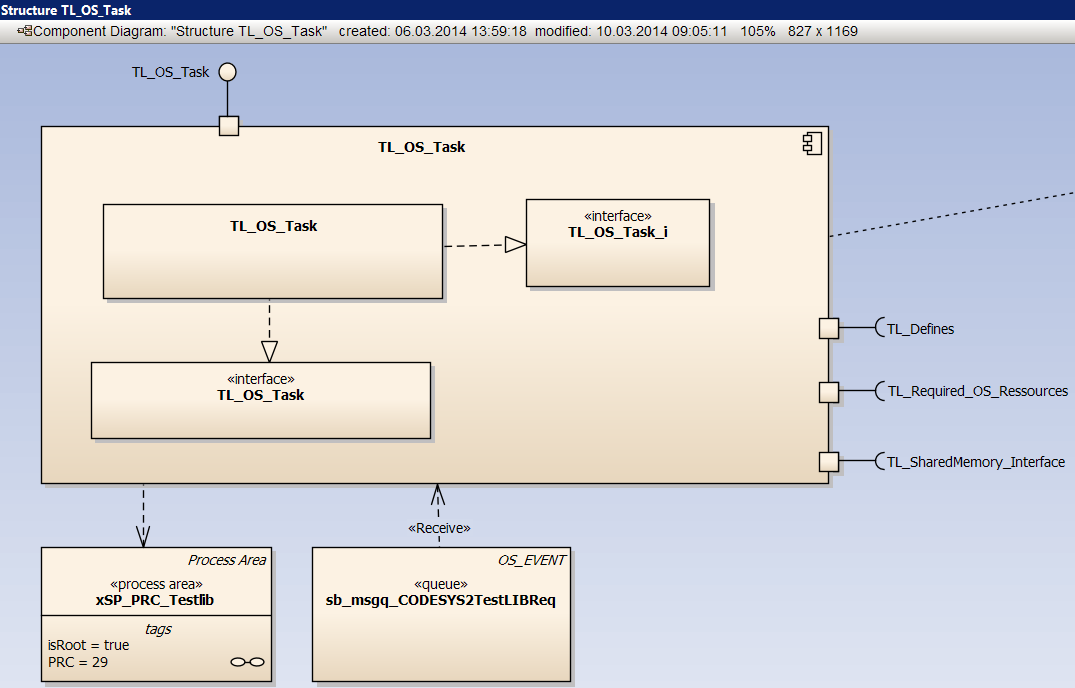 Structure TL_OS_Task
Component Diagram: "Structure TL_OS_Task" created: 06.03.2014 13:59:18 modified: 10.03.2014 09:05:11 105% 827 x 1169
TL_OS_Task
TL_OS_Task
TL_OS_Task
«interface»
TL_OS_Task_i
«interface»
TL_OS_Task
TL_Defines
TL_Required_OS_Ressources
TL_SharedMemory_Interface
«Receive»
Process Area
«process area»
xSP_PRC_Testlib
tags
isRoot = true
PRC = 29
OS_EVENT
«queue»
sb_msgq_CODESYS2TestLIBReq